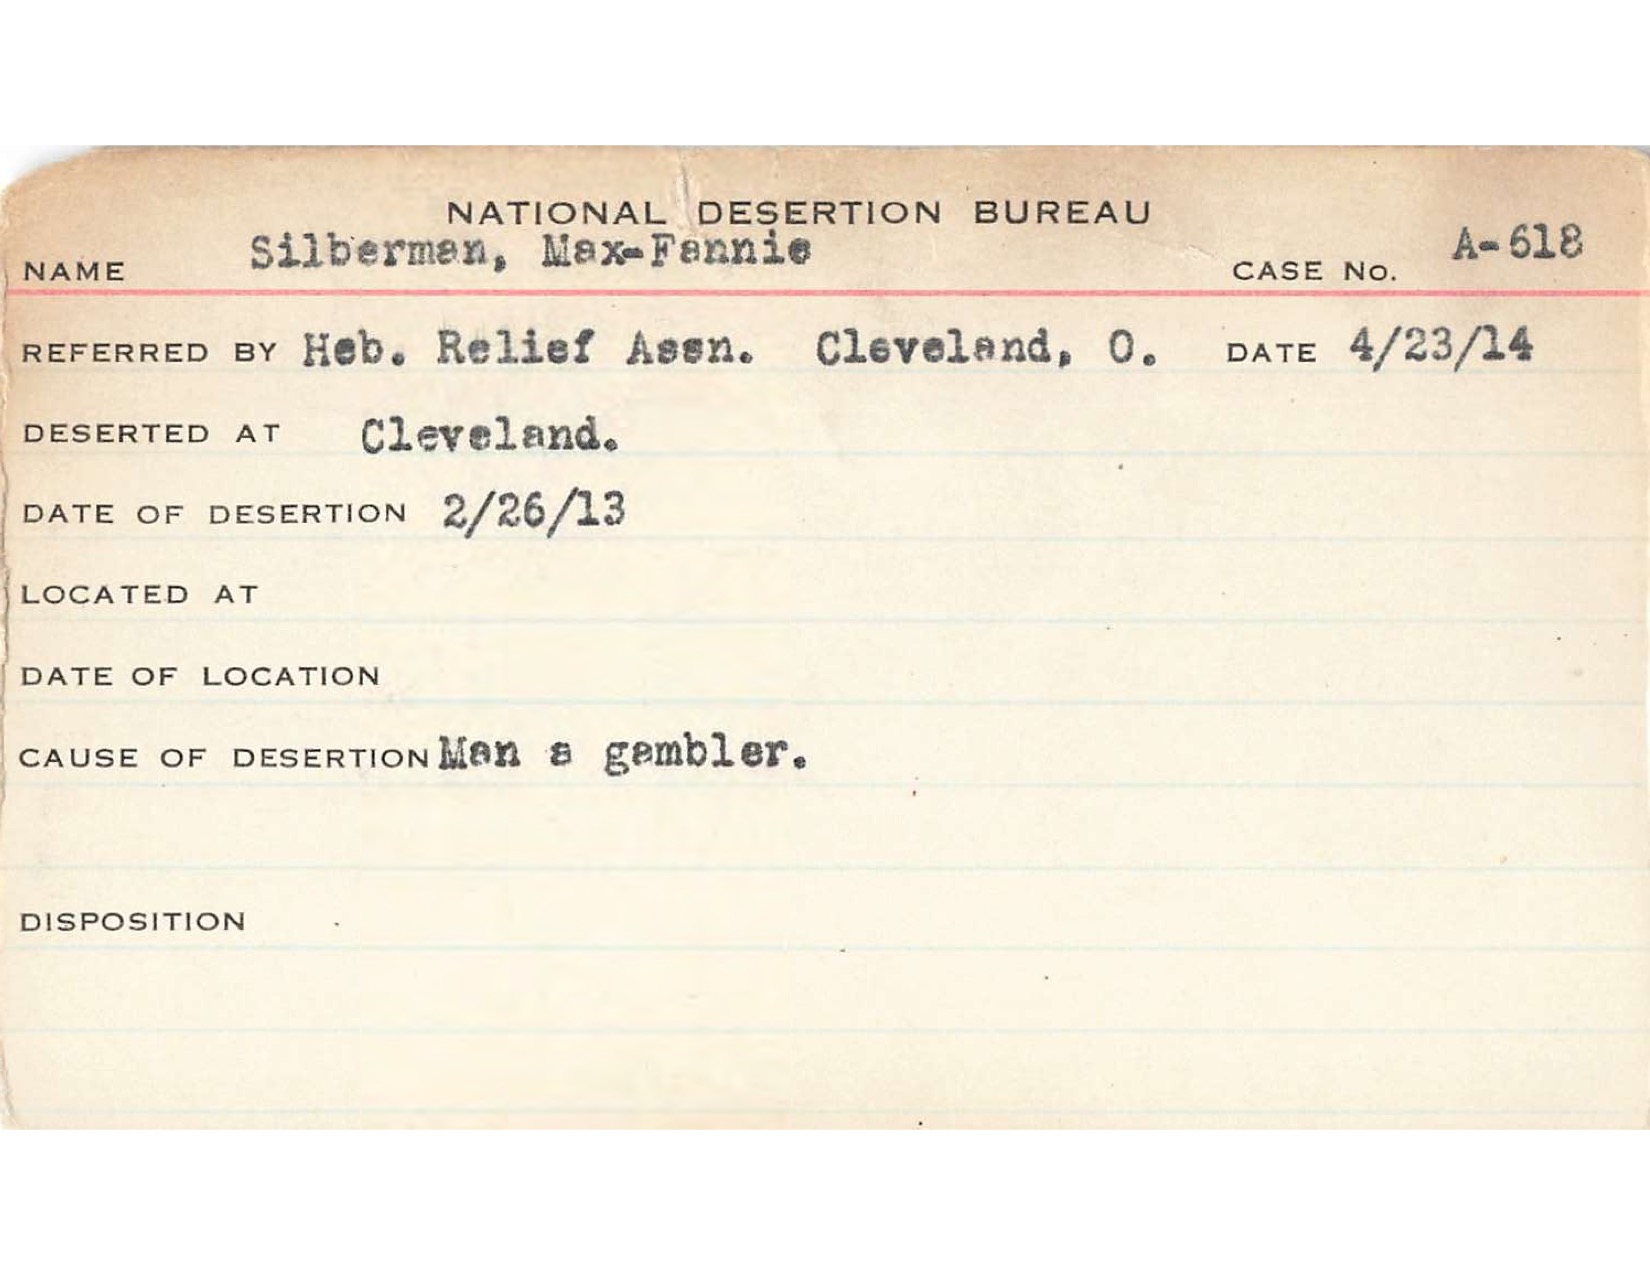 NATIONAL DESERTION BUREAU
NAME Silberman, Max-Fannie CASE No. A-618
REFERRED BY Heb. Relief Assn. Cleveland, O. DATE 4/23/14
DESERTED AT Cleveland.
DATE OF DESERTION 2/26/13
LOCATED AT
DATE OF LOCATION
CAUSE OF DESERTION Man a gambler.
DISPOSITION